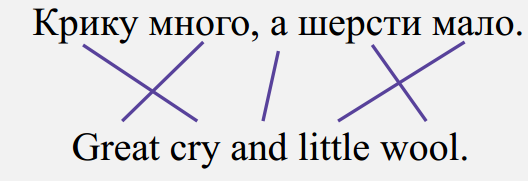 Крику много, а шерсти мало.
Great cry and little wool.